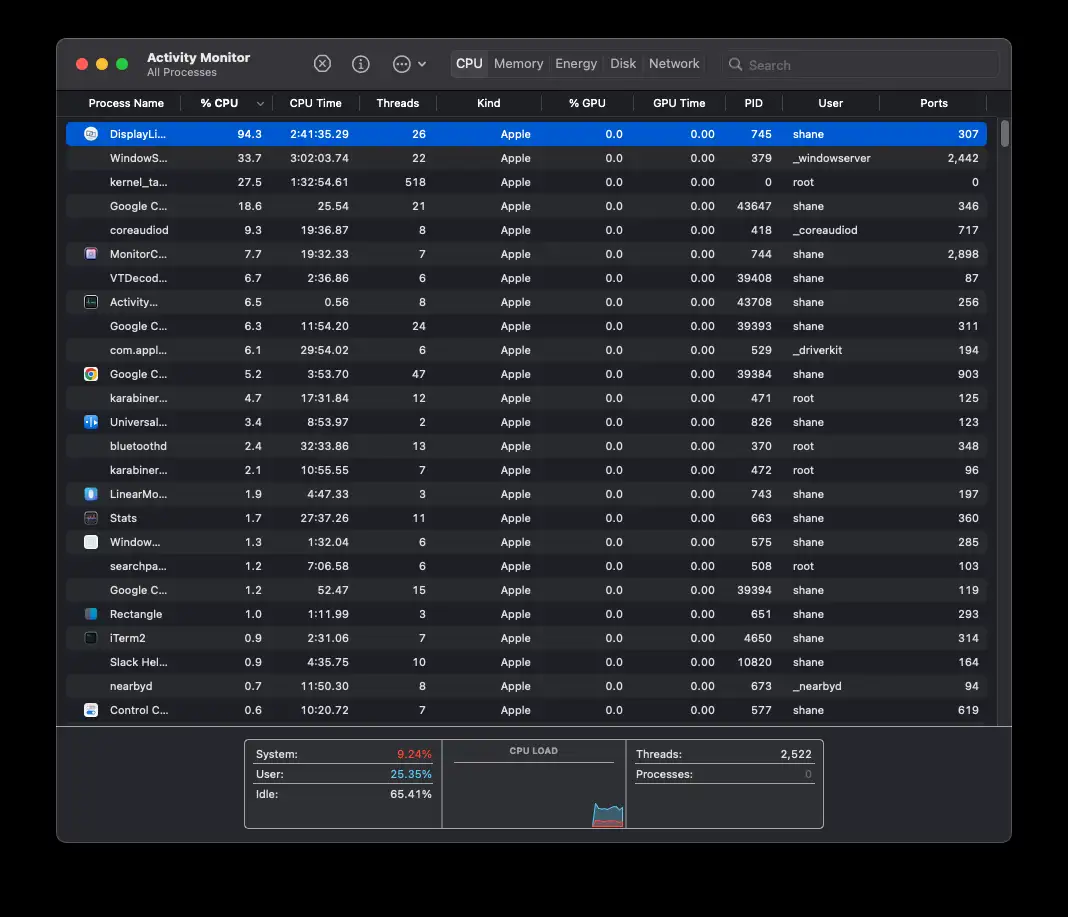 Activity Monitor
All Processes
CPU Memory Energy Disk Network Search
Process Name % CPU CPU Time Threads Kind % GPU GPU Time PID User Ports
DisplayLi... 94.3 2:41:35.29 26 Apple 0.0 0.00 745 shane 307
WindowS... 33.7 3:02:03.74 22 Apple 0.0 0.00 379 _windowserver 2,442
kernel_ta... 27.5 1:32:54.61 518 Apple 0.0 0.00 0 root 0
Google C... 18.6 25.54 21 Apple 0.0 0.00 43647 shane 346
coreaudiod 9.3 19:36.87 8 Apple 0.0 0.00 418 _coreaudiod 717
MonitorC... 7.7 19:32.33 7 Apple 0.0 0.00 744 shane 2,898
VTDecod... 6.7 2:36.86 6 Apple 0.0 0.00 39408 shane 87
Activity... 6.5 0.56 8 Apple 0.0 0.00 43708 shane 256
Google C... 6.3 11:54.20 24 Apple 0.0 0.00 39393 shane 311
com.appl... 6.1 29:54.02 6 Apple 0.0 0.00 529 _driverkit 194
Google C... 5.2 3:53.70 47 Apple 0.0 0.00 39384 shane 903
karabiner... 4.7 17:31.84 12 Apple 0.0 0.00 471 root 125
Universal... 3.4 8:53.97 2 Apple 0.0 0.00 826 shane 123
bluetoothd 2.4 32:33.86 13 Apple 0.0 0.00 370 root 348
karabiner... 2.1 10:55.55 7 Apple 0.0 0.00 472 root 96
LinearMo... 1.9 4:47.33 3 Apple 0.0 0.00 743 shane 197
Stats 1.7 27:37.26 11 Apple 0.0 0.00 663 shane 360
Window... 1.3 1:32.04 6 Apple 0.0 0.00 575 shane 285
searchpa... 1.2 7:06.58 6 Apple 0.0 0.00 508 root 103
Google C... 1.2 52.47 15 Apple 0.0 0.00 39394 shane 119
Rectangle 1.0 1:11.99 3 Apple 0.0 0.00 651 shane 293
iTerm2 0.9 2:31.06 7 Apple 0.0 0.00 4650 shane 314
Slack Hel... 0.9 4:35.75 10 Apple 0.0 0.00 10820 shane 164
nearbyd 0.7 11:50.30 8 Apple 0.0 0.00 673 _nearbyd 94
Control C... 0.6 10:20.72 7 Apple 0.0 0.00 577 shane 619
System: 9.24% CPU LOAD Threads: 2,522
User: 25.35% Processes: 0
Idle: 65.41%